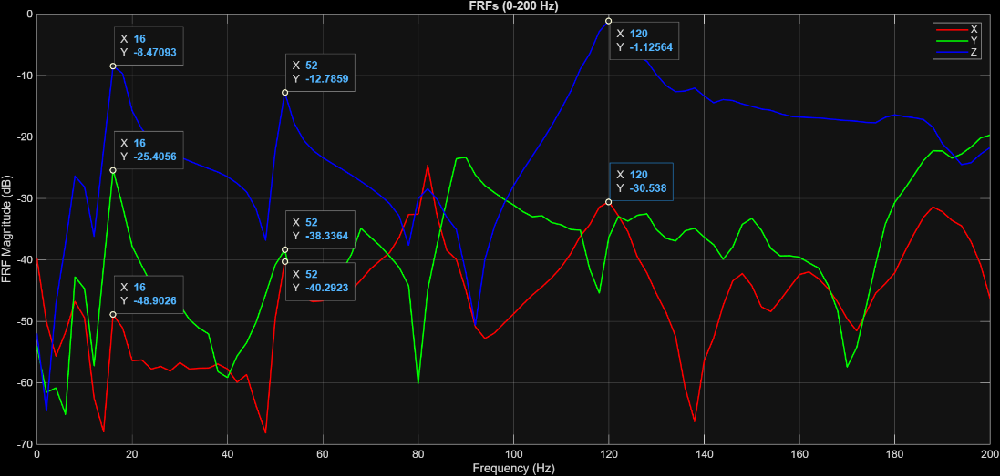 FRFs (0-200 Hz)
0
-10
-20
-30
-40
-50
-60
-70
FRF Magnitude (dB)
X 16
Y -8.47093
X 16
Y -25.4056
X 16
Y -48.9026
X 52
Y -12.7859
X 52
Y -38.3364
X 52
Y -40.2923
X 120
Y -1.12564
X 120
Y -30.538
X
Y
Z
0 20 40 60 80 100 120 140 160 180 200
Frequency (Hz)